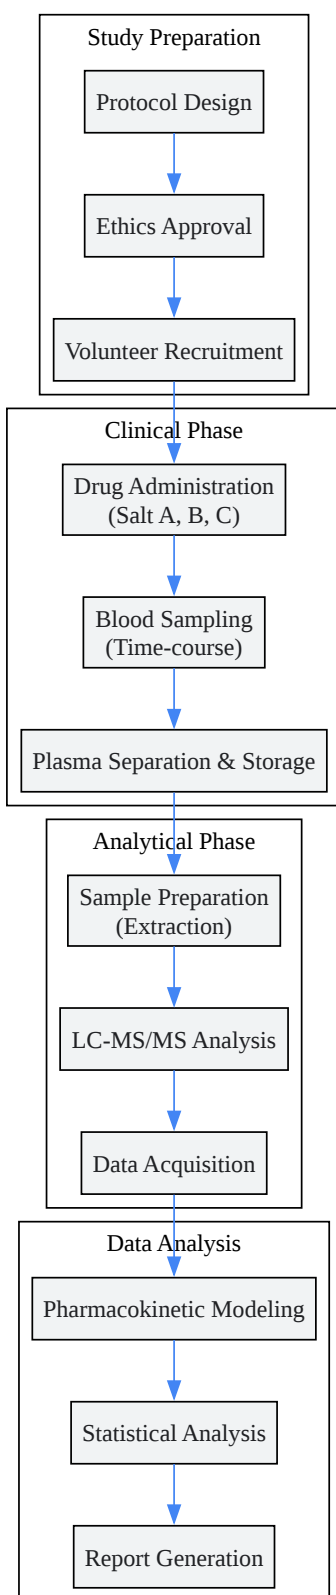 Study Preparation
Protocol Design
Ethics Approval
Volunteer Recruitment
Clinical Phase
Drug Administration
(Salt A, B, C)
Blood Sampling
(Time-course)
Plasma Separation & Storage
Analytical Phase
Sample Preparation
(Extraction)
LC-MS/MS Analysis
Data Acquisition
Data Analysis
Pharmacokinetic Modeling
Statistical Analysis
Report Generation